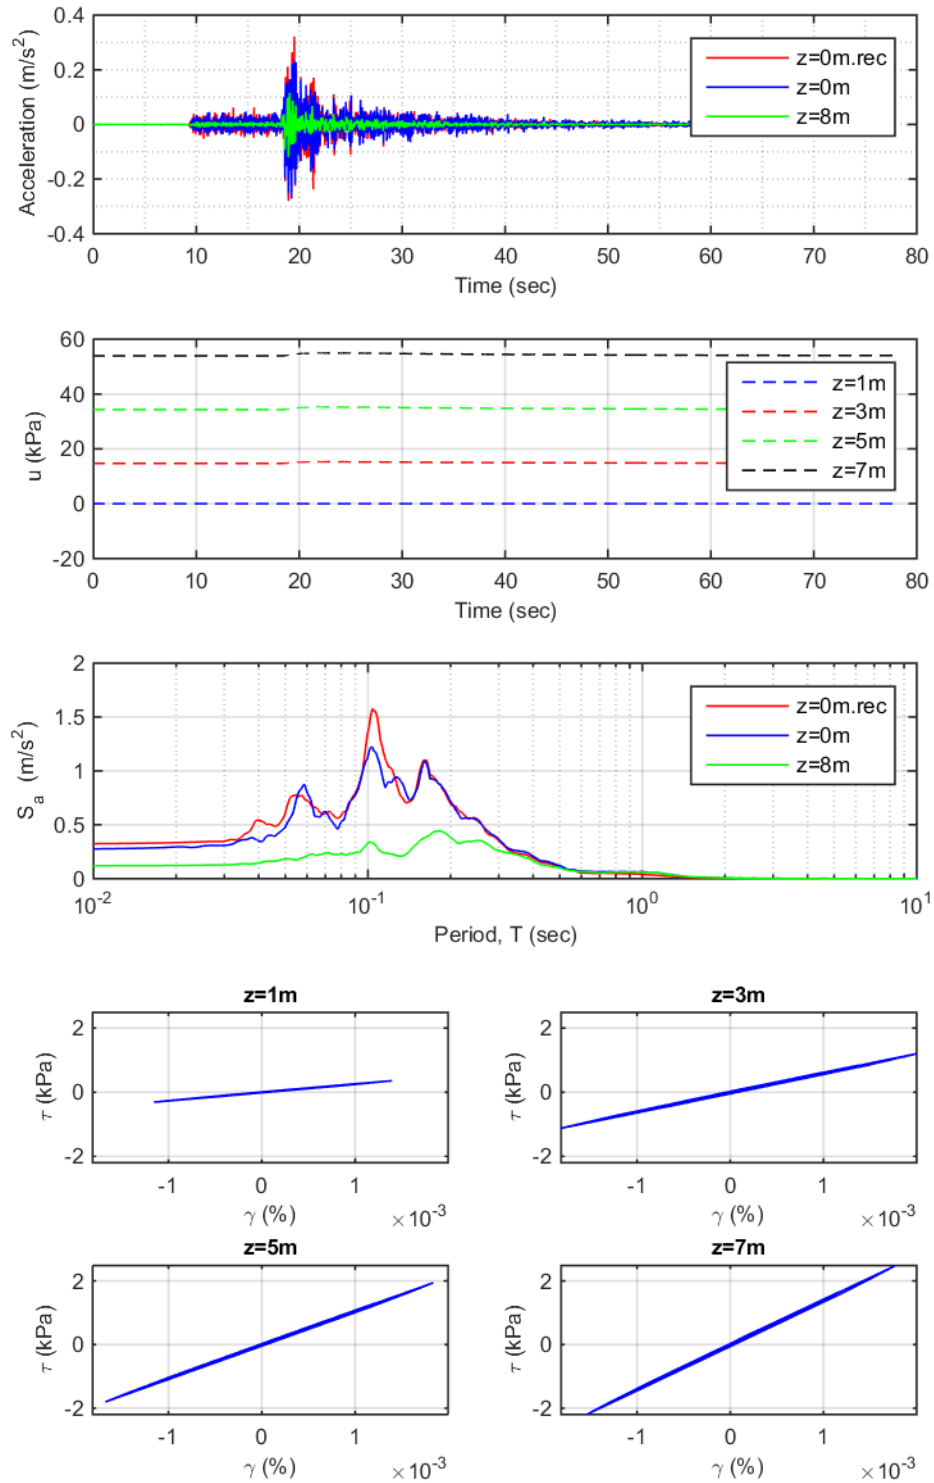 0.4
0.2
0
-0.2
-0.4
Acceleration (m/s²)
z=0m.rec
z=0m
z=8m
0 10 20 30 40 50 60 70 80
Time (sec)
60
40
20
0
-20
u (kPa)
z=1m
z=3m
z=5m
z=7m
0 10 20 30 40 50 60 70 80
Time (sec)
2
1.5
1
0.5
0
S_a (m/s²)
z=0m.rec
z=0m
z=8m
10⁻² 10⁻¹ 10⁰ 10¹
Period, T (sec)
z=1m
2
0
-2
τ (kPa)
-1 0 1
γ (%) ×10⁻³
z=3m
2
0
-2
τ (kPa)
-1 0 1
γ (%) ×10⁻³
z=5m
2
0
-2
τ (kPa)
-1 0 1
γ (%) ×10⁻³
z=7m
2
0
-2
τ (kPa)
-1 0 1
γ (%) ×10⁻³